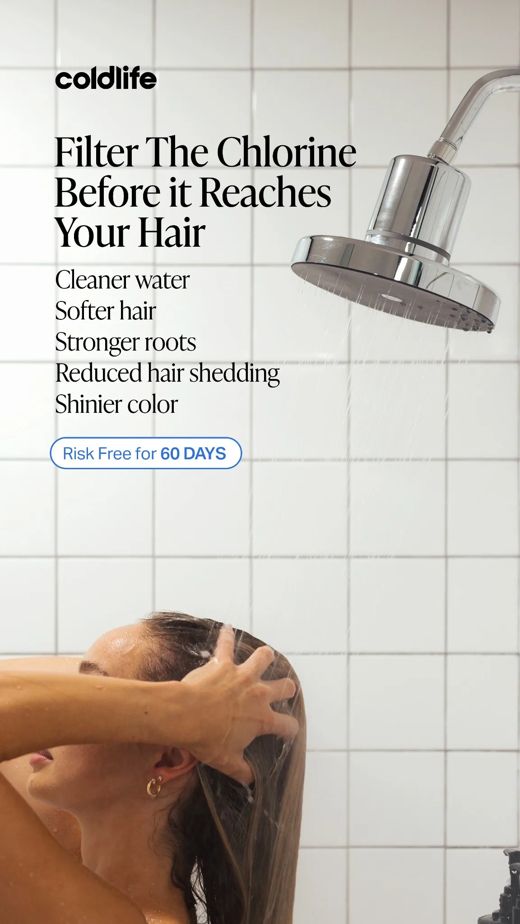 coldlife
Filter The Chlorine
Before it Reaches
Your Hair
Cleaner water
Softer hair
Stronger roots
Reduced hair shedding
Shinier color
Risk Free for 60 DAYS